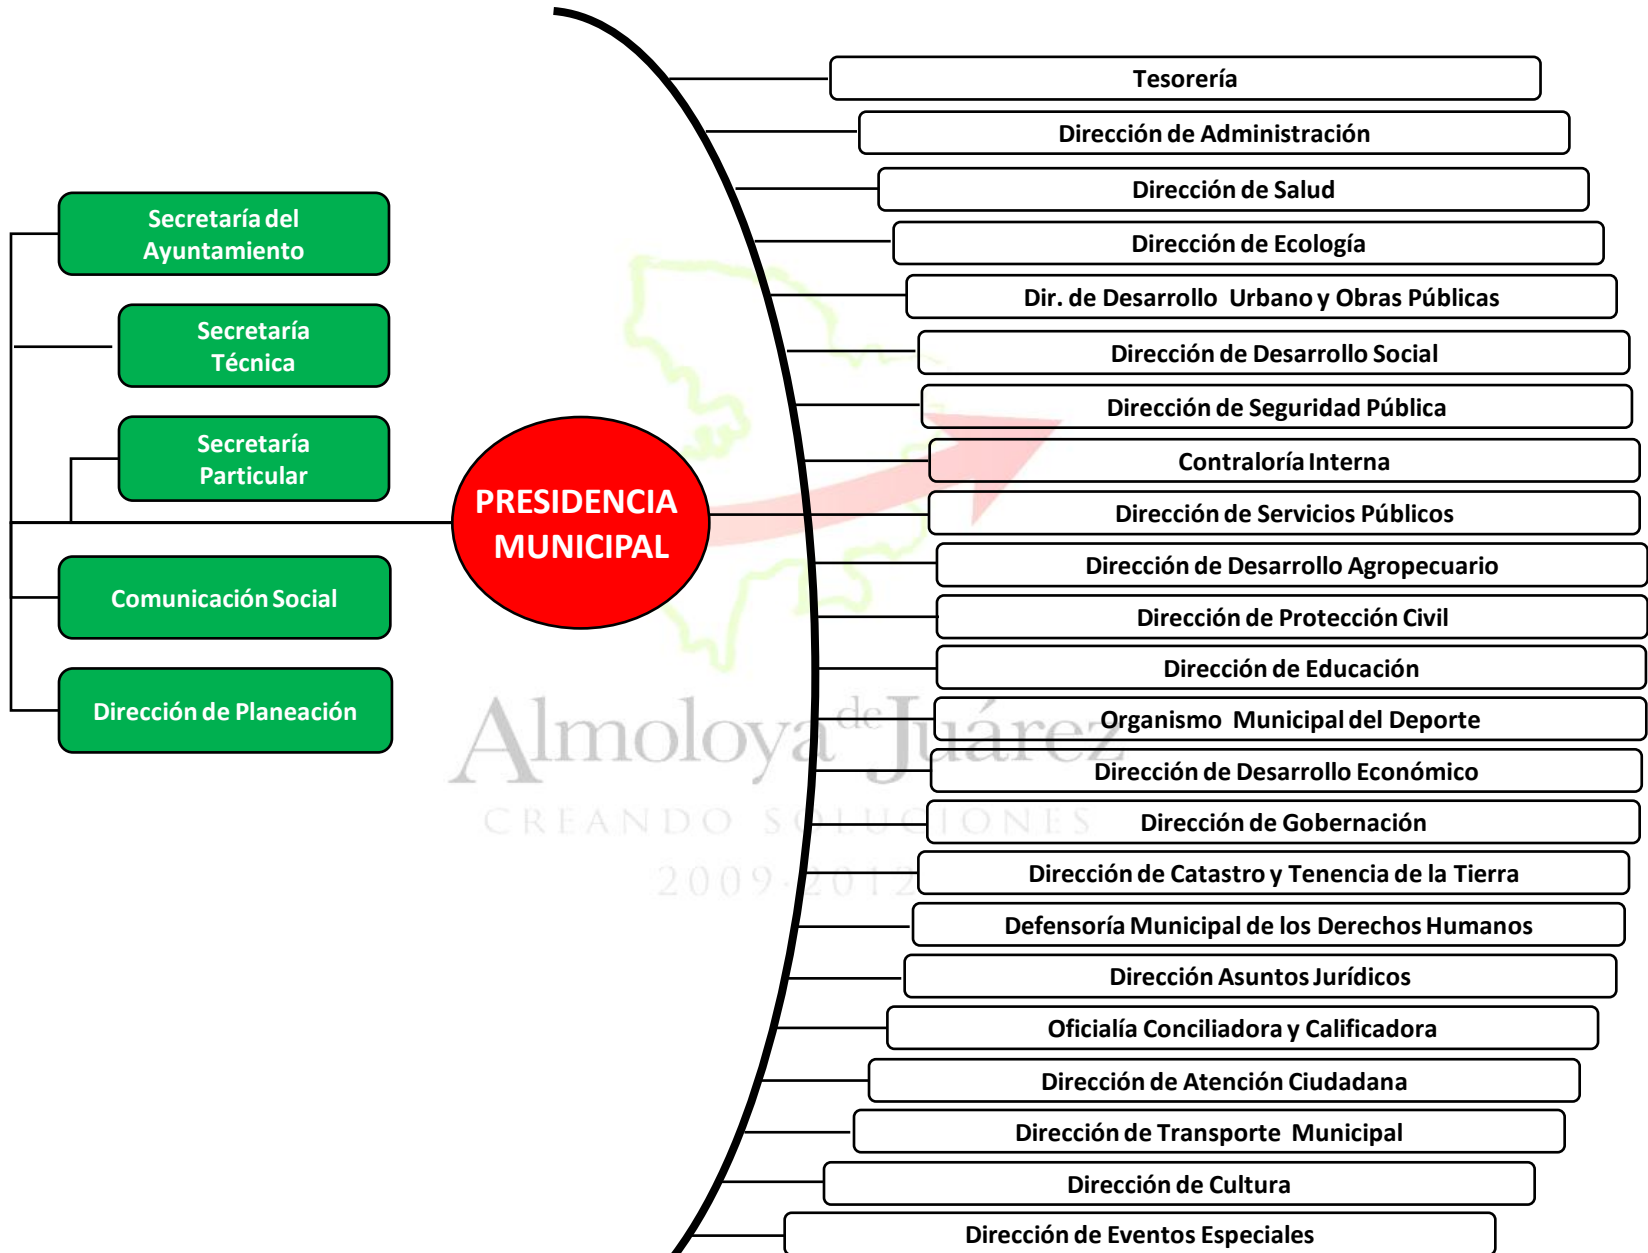 Secretaría del
Ayuntamiento
Secretaría
Técnica
Secretaría
Particular
Comunicación Social
Dirección de Planeación
PRESIDENCIA
MUNICIPAL
Tesorería
Dirección de Administración
Dirección de Salud
Dirección de Ecología
Dir. de Desarrollo Urbano y Obras Públicas
Dirección de Desarrollo Social
Dirección de Seguridad Pública
Contraloría Interna
Dirección de Servicios Públicos
Dirección de Desarrollo Agropecuario
Dirección de Protección Civil
Dirección de Educación
Organismo Municipal del Deporte
Dirección de Desarrollo Económico
Dirección de Gobernación
Dirección de Catastro y Tenencia de la Tierra
Defensoría Municipal de los Derechos Humanos
Dirección Asuntos Jurídicos
Oficialía Conciliadora y Calificadora
Dirección de Atención Ciudadana
Dirección de Transporte Municipal
Dirección de Cultura
Dirección de Eventos Especiales
Almoloya de Juárez
CREANDO SOLUCIONES
2009·2012